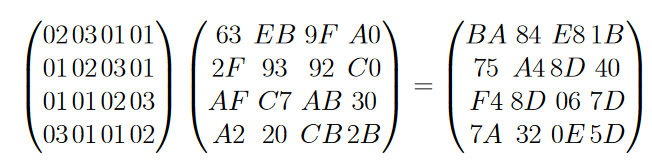 02 03 01 01 63 EB 9F A0 BA 84 E8 1B
01 02 03 01 2F 93 92 C0 75 A4 8D 40
=
01 01 02 03 AF C7 AB 30 F4 8D 06 7D
03 01 01 02 A2 20 CB 2B 7A 32 0E 5D